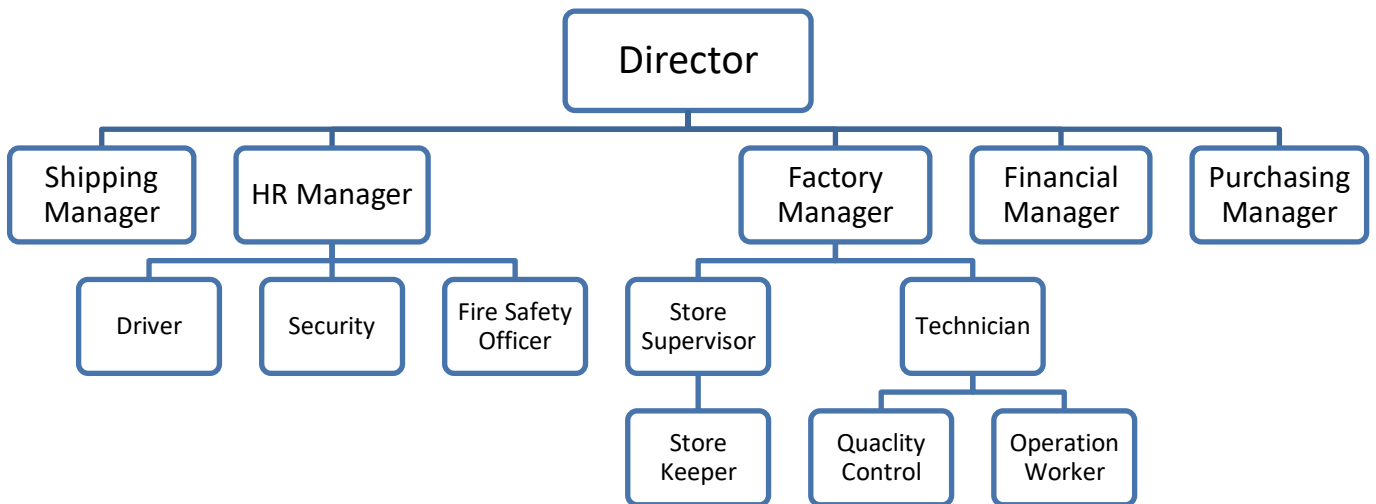 Director
Shipping
Manager
HR Manager
Factory
Manager
Financial
Manager
Purchasing
Manager
Driver
Security
Fire Safety
Officer
Store
Supervisor
Technician
Store
Keeper
Quaclity
Control
Operation
Worker